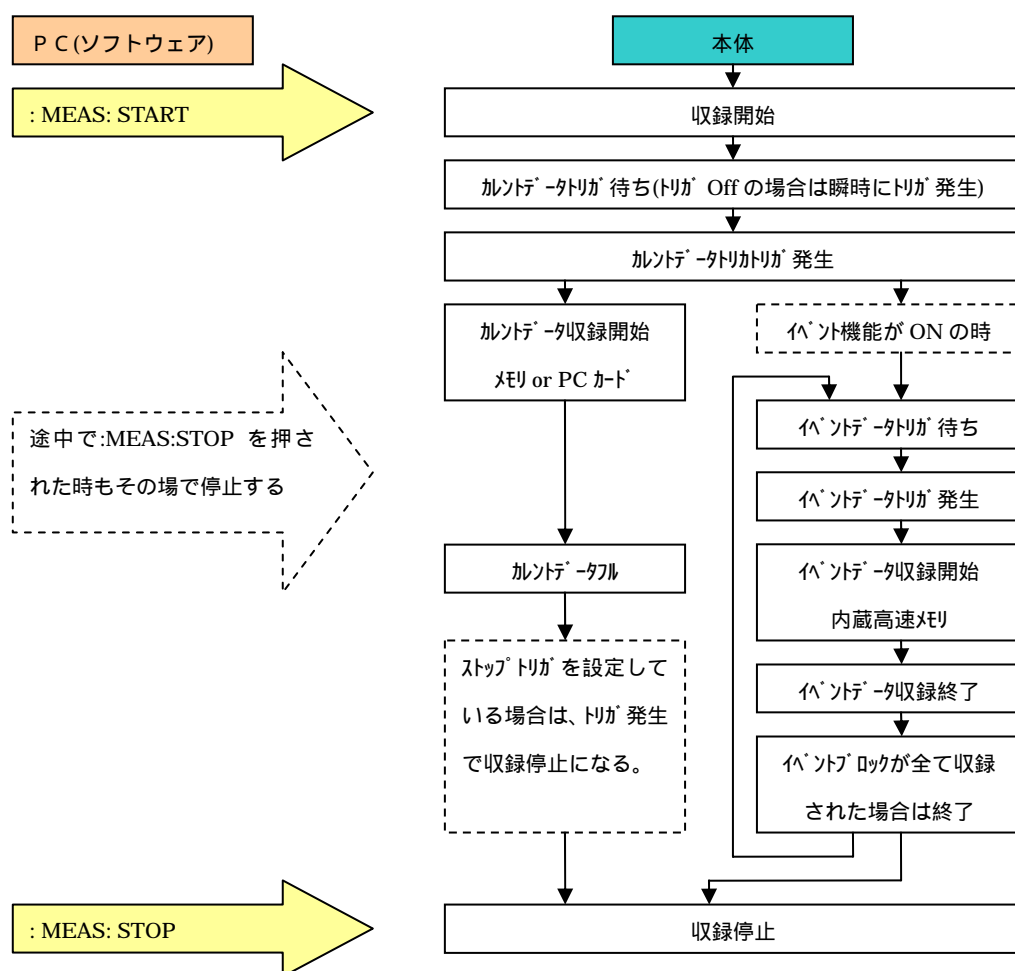 ＰＣ(ソフトウェア)
本体
: MEAS: START
収録開始
ｶﾚﾝﾄﾃﾞｰﾀﾄﾘｶﾞ待ち(ﾄﾘｶﾞ Off の場合は瞬時にﾄﾘｶﾞ発生)
ｶﾚﾝﾄﾃﾞｰﾀﾄﾘｶﾄﾘｶﾞ発生
ｶﾚﾝﾄﾃﾞｰﾀ収録開始
ﾒﾓﾘ or PC ｶｰﾄﾞ
ｲﾍﾞﾝﾄ機能が ON の時
途中で:MEAS:STOP を押さ
れた時もその場で停止する
ｲﾍﾞﾝﾄﾃﾞｰﾀﾄﾘｶﾞ待ち
ｲﾍﾞﾝﾄﾃﾞｰﾀﾄﾘｶﾞ発生
ｶﾚﾝﾄﾃﾞｰﾀﾌﾙ
ｲﾍﾞﾝﾄﾃﾞｰﾀ収録開始
内蔵高速ﾒﾓﾘ
ｽﾄｯﾌﾟﾄﾘｶﾞを設定して
いる場合は、ﾄﾘｶﾞ発生
で収録停止になる。
ｲﾍﾞﾝﾄﾃﾞｰﾀ収録終了
ｲﾍﾞﾝﾄﾌﾞﾛｯｸが全て収録
された場合は終了
: MEAS: STOP
収録停止